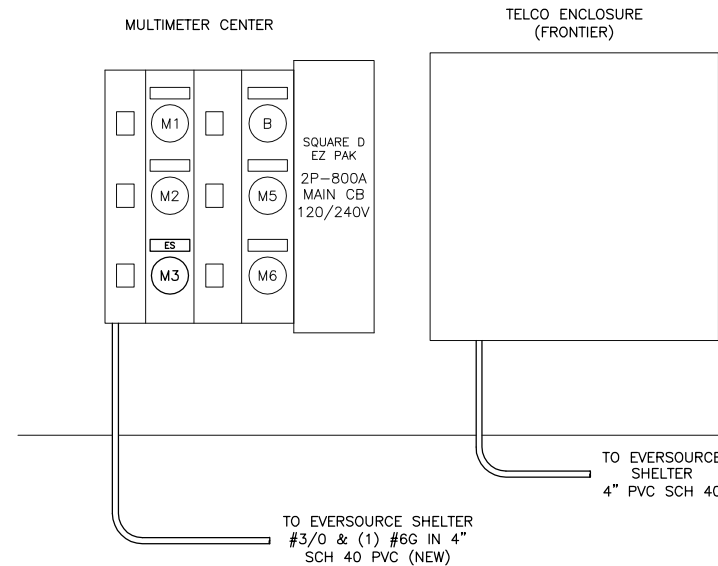 MULTIMETER CENTER
TELCO ENCLOSURE
(FRONTIER)
M1
B
SQUARE D
EZ PAK
2P-800A
MAIN CB
120/240V
M2
M5
ES
M3
M6
TO EVERSOURCE
SHELTER
4" PVC SCH 40
TO EVERSOURCE SHELTER
#3/0 & (1) #6G IN 4"
SCH 40 PVC (NEW)